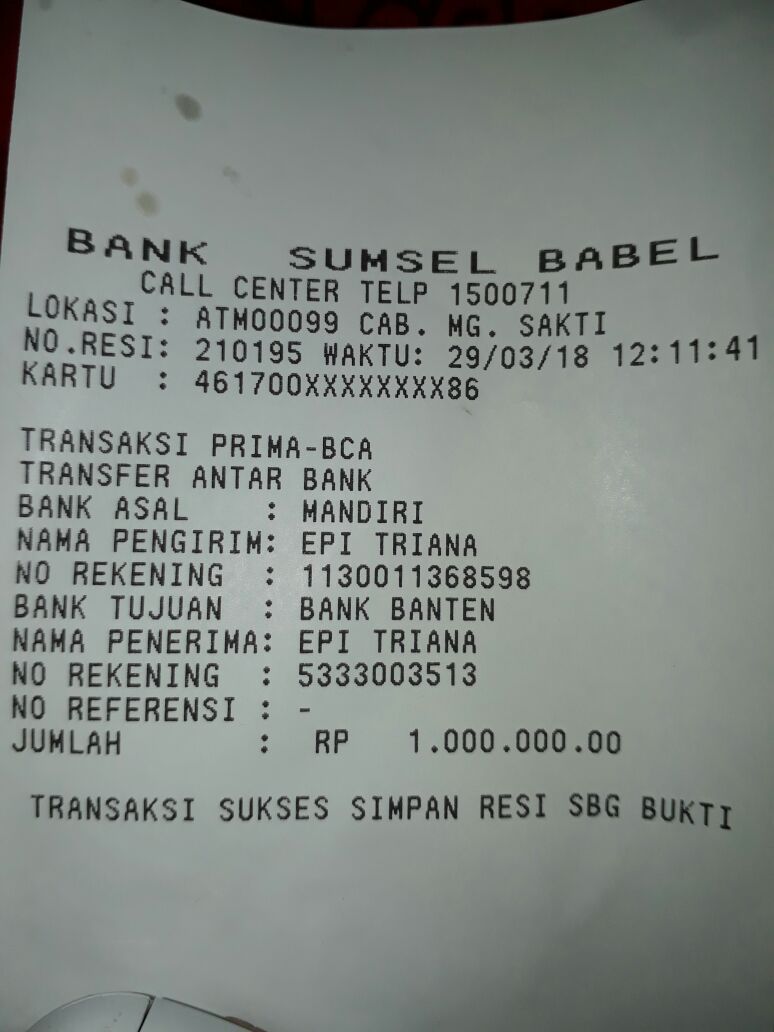 BANK SUMSEL BABEL
CALL CENTER TELP 1500711
LOKASI : ATM00099 CAB. MG. SAKTI
NO.RESI: 210195 WAKTU: 29/03/18 12:11:41
KARTU : 461700XXXXXXXX86
TRANSAKSI PRIMA-BCA
TRANSFER ANTAR BANK
BANK ASAL : MANDIRI
NAMA PENGIRIM: EPI TRIANA
NO REKENING : 1130011368598
BANK TUJUAN : BANK BANTEN
NAMA PENERIMA: EPI TRIANA
NO REKENING : 5333003513
NO REFERENSI : -
JUMLAH : RP 1.000.000.00
TRANSAKSI SUKSES SIMPAN RESI SBG BUKTI